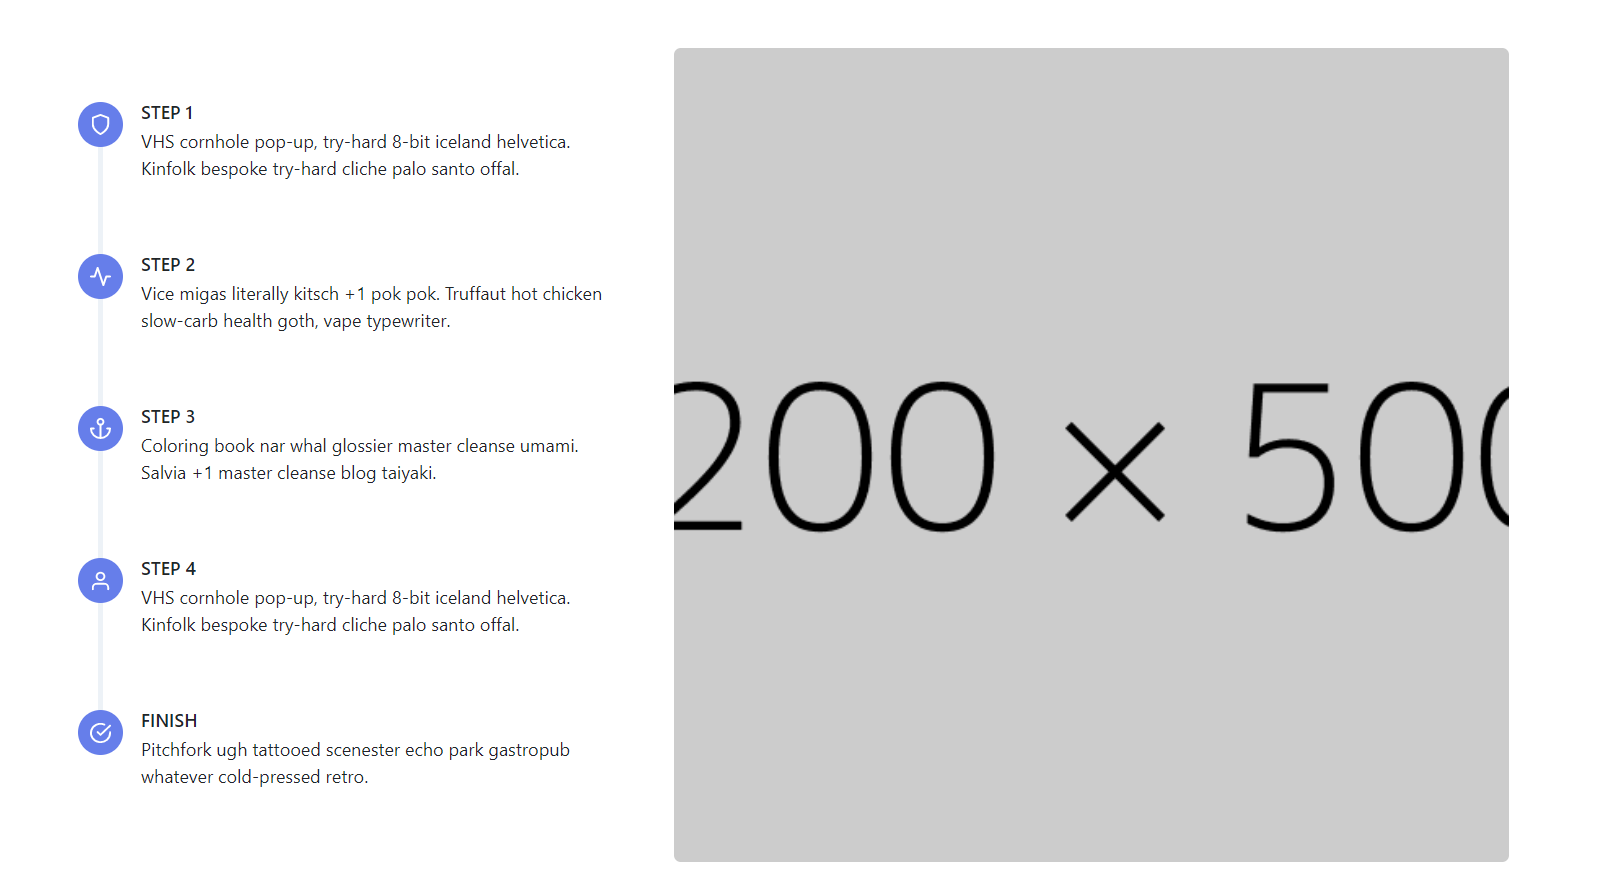 STEP 1
VHS cornhole pop-up, try-hard 8-bit iceland helvetica.
Kinfolk bespoke try-hard cliche palo santo offal.
STEP 2
Vice migas literally kitsch +1 pok pok. Truffaut hot chicken
slow-carb health goth, vape typewriter.
STEP 3
Coloring book nar whal glossier master cleanse umami.
Salvia +1 master cleanse blog taiyaki.
STEP 4
VHS cornhole pop-up, try-hard 8-bit iceland helvetica.
Kinfolk bespoke try-hard cliche palo santo offal.
FINISH
Pitchfork ugh tattooed scenester echo park gastropub
whatever cold-pressed retro.
200 × 500